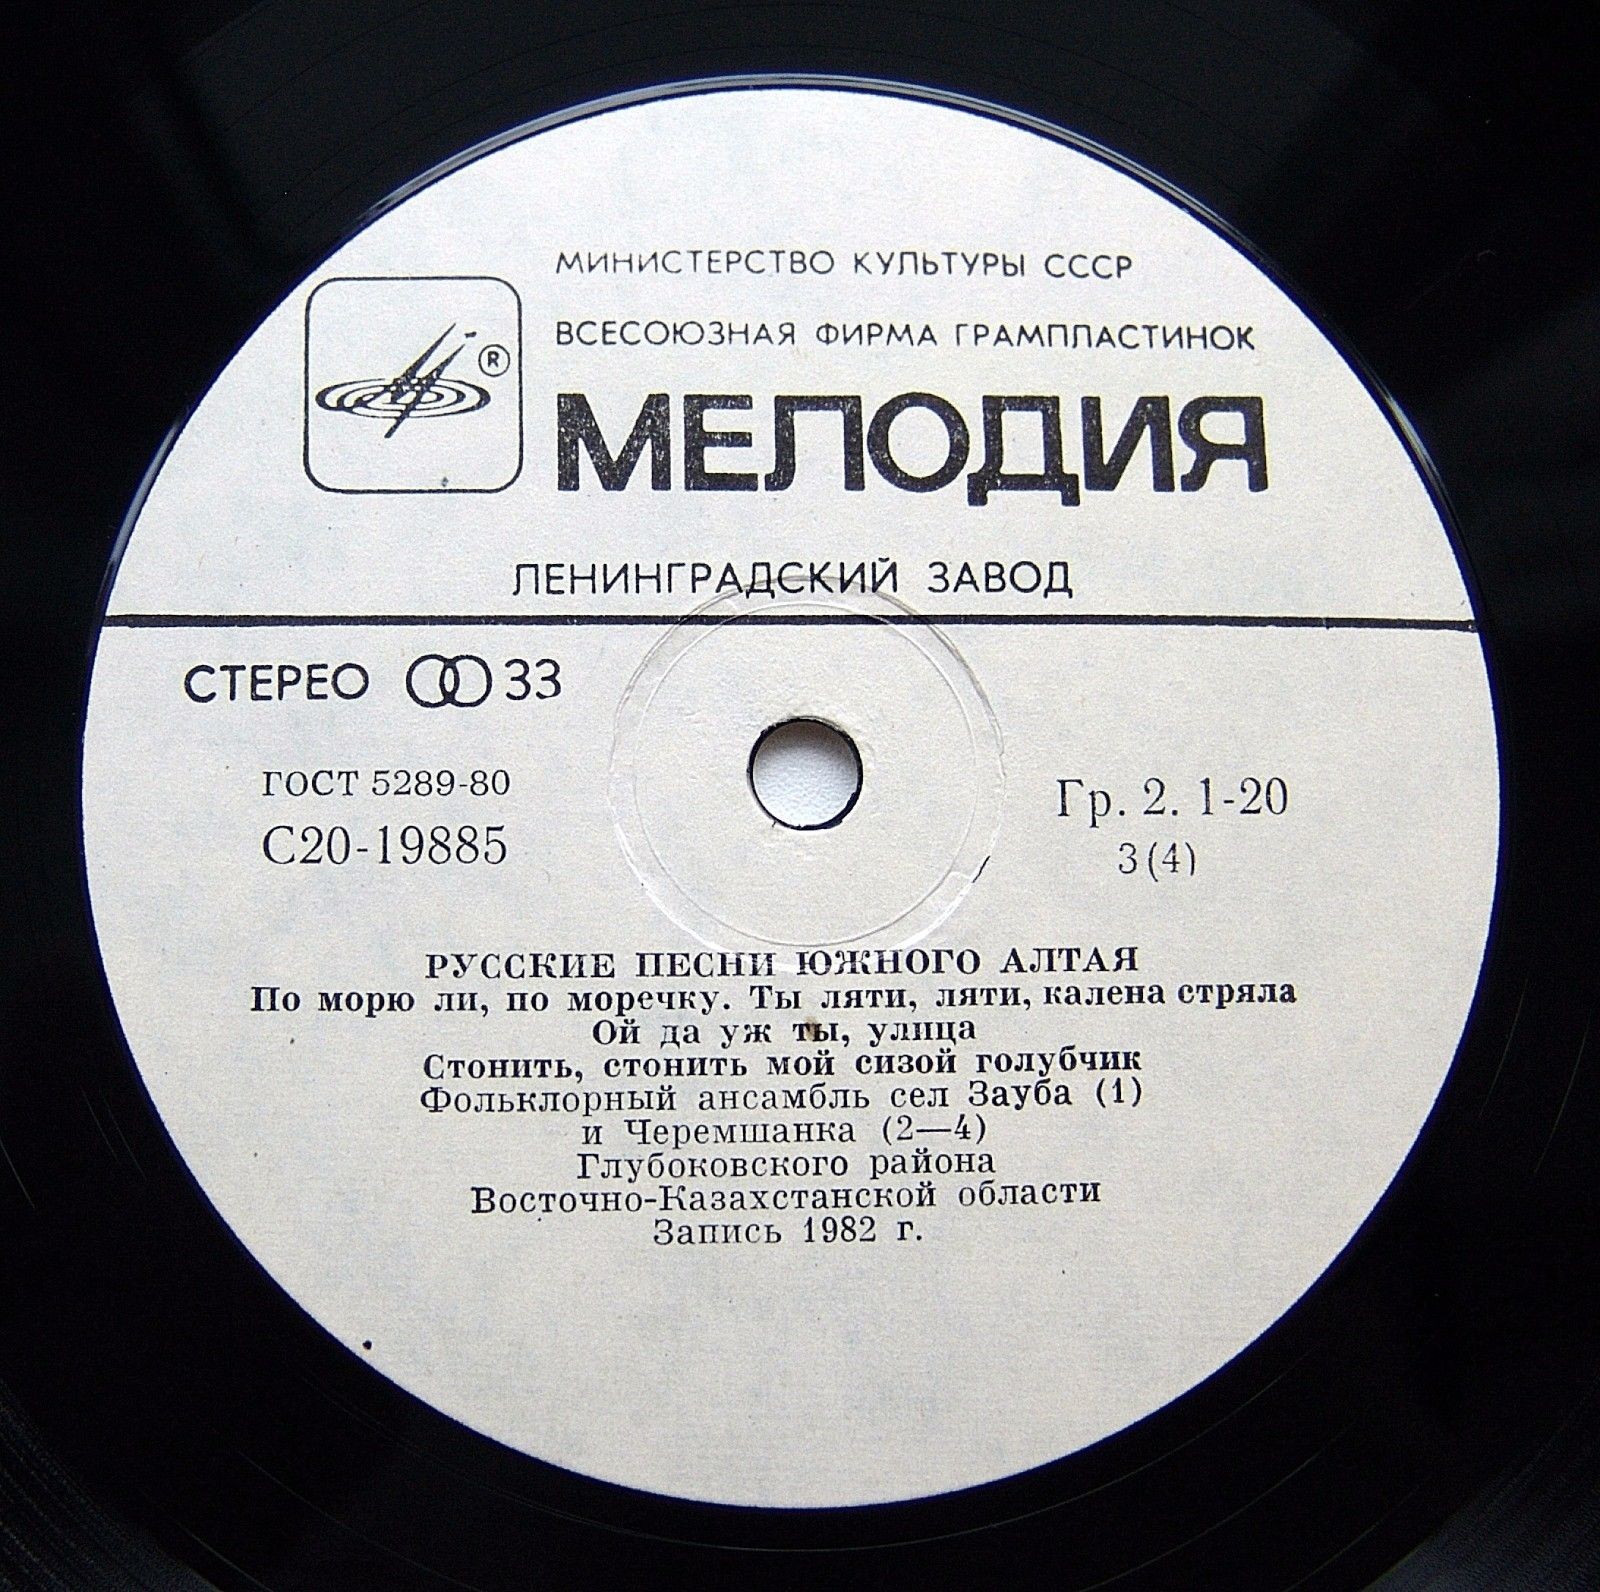 МИНИСТЕРСТВО КУЛЬТУРЫ СССР
ВСЕСОЮЗНАЯ ФИРМА ГРАМПЛАСТИНОК
®
МЕЛОДИЯ
ЛЕНИНГРАДСКИЙ ЗАВОД
СТЕРЕО 33
ГОСТ 5289-80
С20-19885
Гр. 2. 1-20
3(4)
РУССКИЕ ПЕСНИ ЮЖНОГО АЛТАЯ
По морю ли, по моречку. Ты ляти, ляти, калена стряла
Ой да уж ты, улица
Стонить, стонить мой сизой голубчик
Фольклорный ансамбль сел Зауба (1)
и Черемшанка (2—4)
Глубоковского района
Восточно-Казахстанской области
Запись 1982 г.